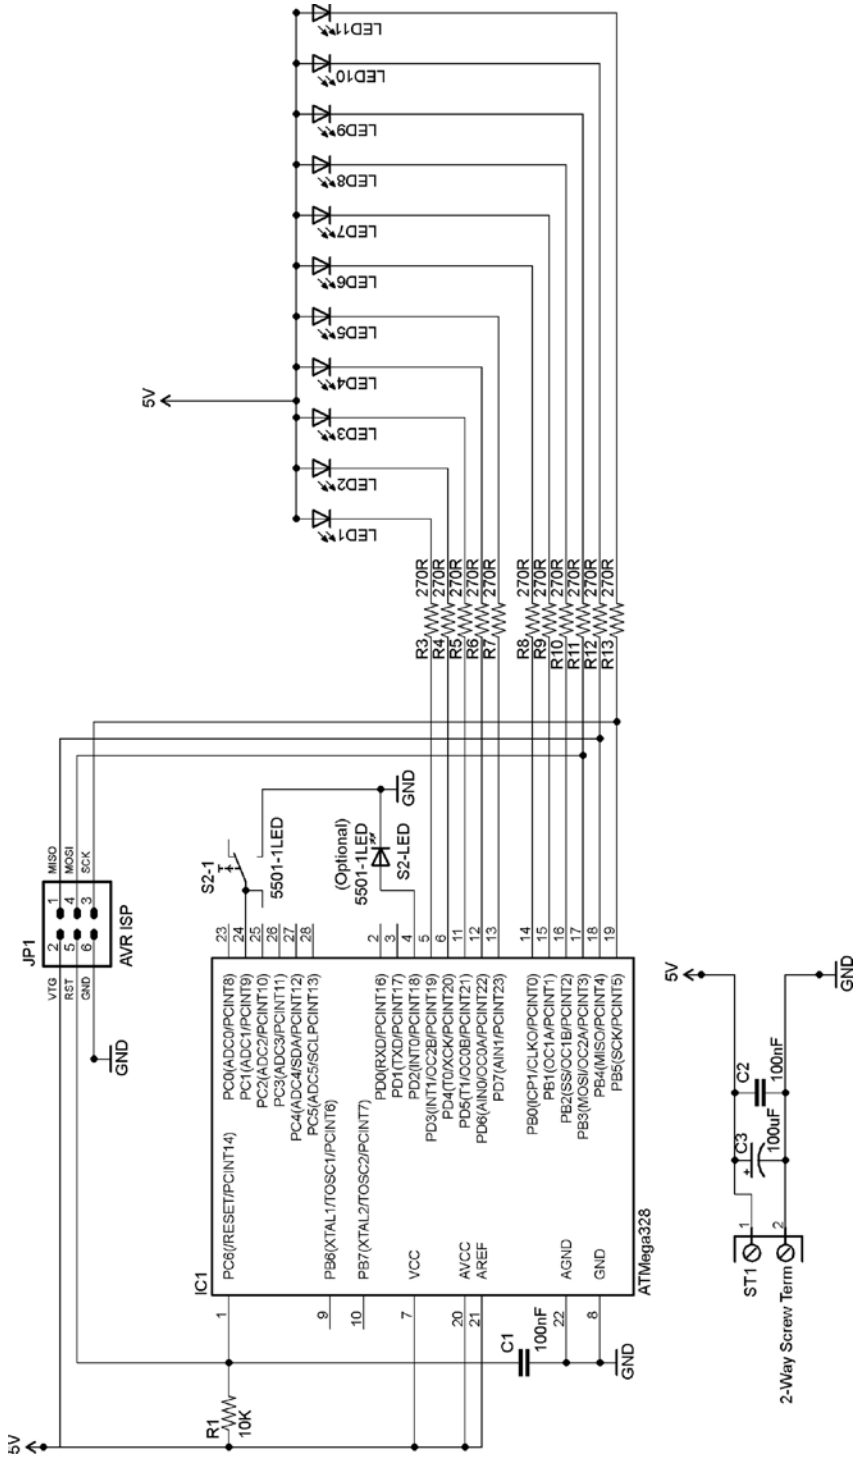 5V
R1
10K
JP1
2
5
6
1
4
3
VTG
RST
GND
MISO
MOSI
SCK
AVR ISP
GND
IC1
ATMega328
1
9
10
7
20
21
22
8
PC6(/RESET/PCINT14)
PB6(XTAL1/TOSC1/PCINT6)
PB7(XTAL2/TOSC2/PCINT7)
VCC
AVCC
AREF
AGND
GND
PC0(ADC0/PCINT8)
PC1(ADC1/PCINT9)
PC2(ADC2/PCINT10)
PC3(ADC3/PCINT11)
PC4(ADC4/SDA/PCINT12)
PC5(ADC5/SCLPCINT13)
PD0(RXD/PCINT16)
PD1(TXD/PCINT17)
PD2(INT0/PCINT18)
PD3(INT1/OC2B/PCINT19)
PD4(T0/XCK/PCINT20)
PD5(T1/OC0B/PCINT21)
PD6(AIN0/OC0A/PCINT22)
PD7(AIN1/PCINT23)
PB0(ICP1/CLKO/PCINT0)
PB1(OC1A/PCINT1)
PB2(SS/OC1B/PCINT2)
PB3(MOSI/OC2A/PCINT3)
PB4(MISO/PCINT4)
PB5(SCK/PCINT5)
23
24
25
26
27
28
2
3
4
5
6
11
12
13
14
15
16
17
18
19
C1
100nF
GND
S2-1
5501-1LED
(Optional)
5501-1LED
S2-LED
GND
R3 270R
R4 270R
R5 270R
R6 270R
R7 270R
R8 270R
R9 270R
R10 270R
R11 270R
R12 270R
R13 270R
5V
LED1
LED2
LED3
LED4
LED5
LED6
LED7
LED8
LED9
LED10
LED11
ST1
1
2
2-Way Screw Term
C3
+
100uF
C2
100nF
5V
GND